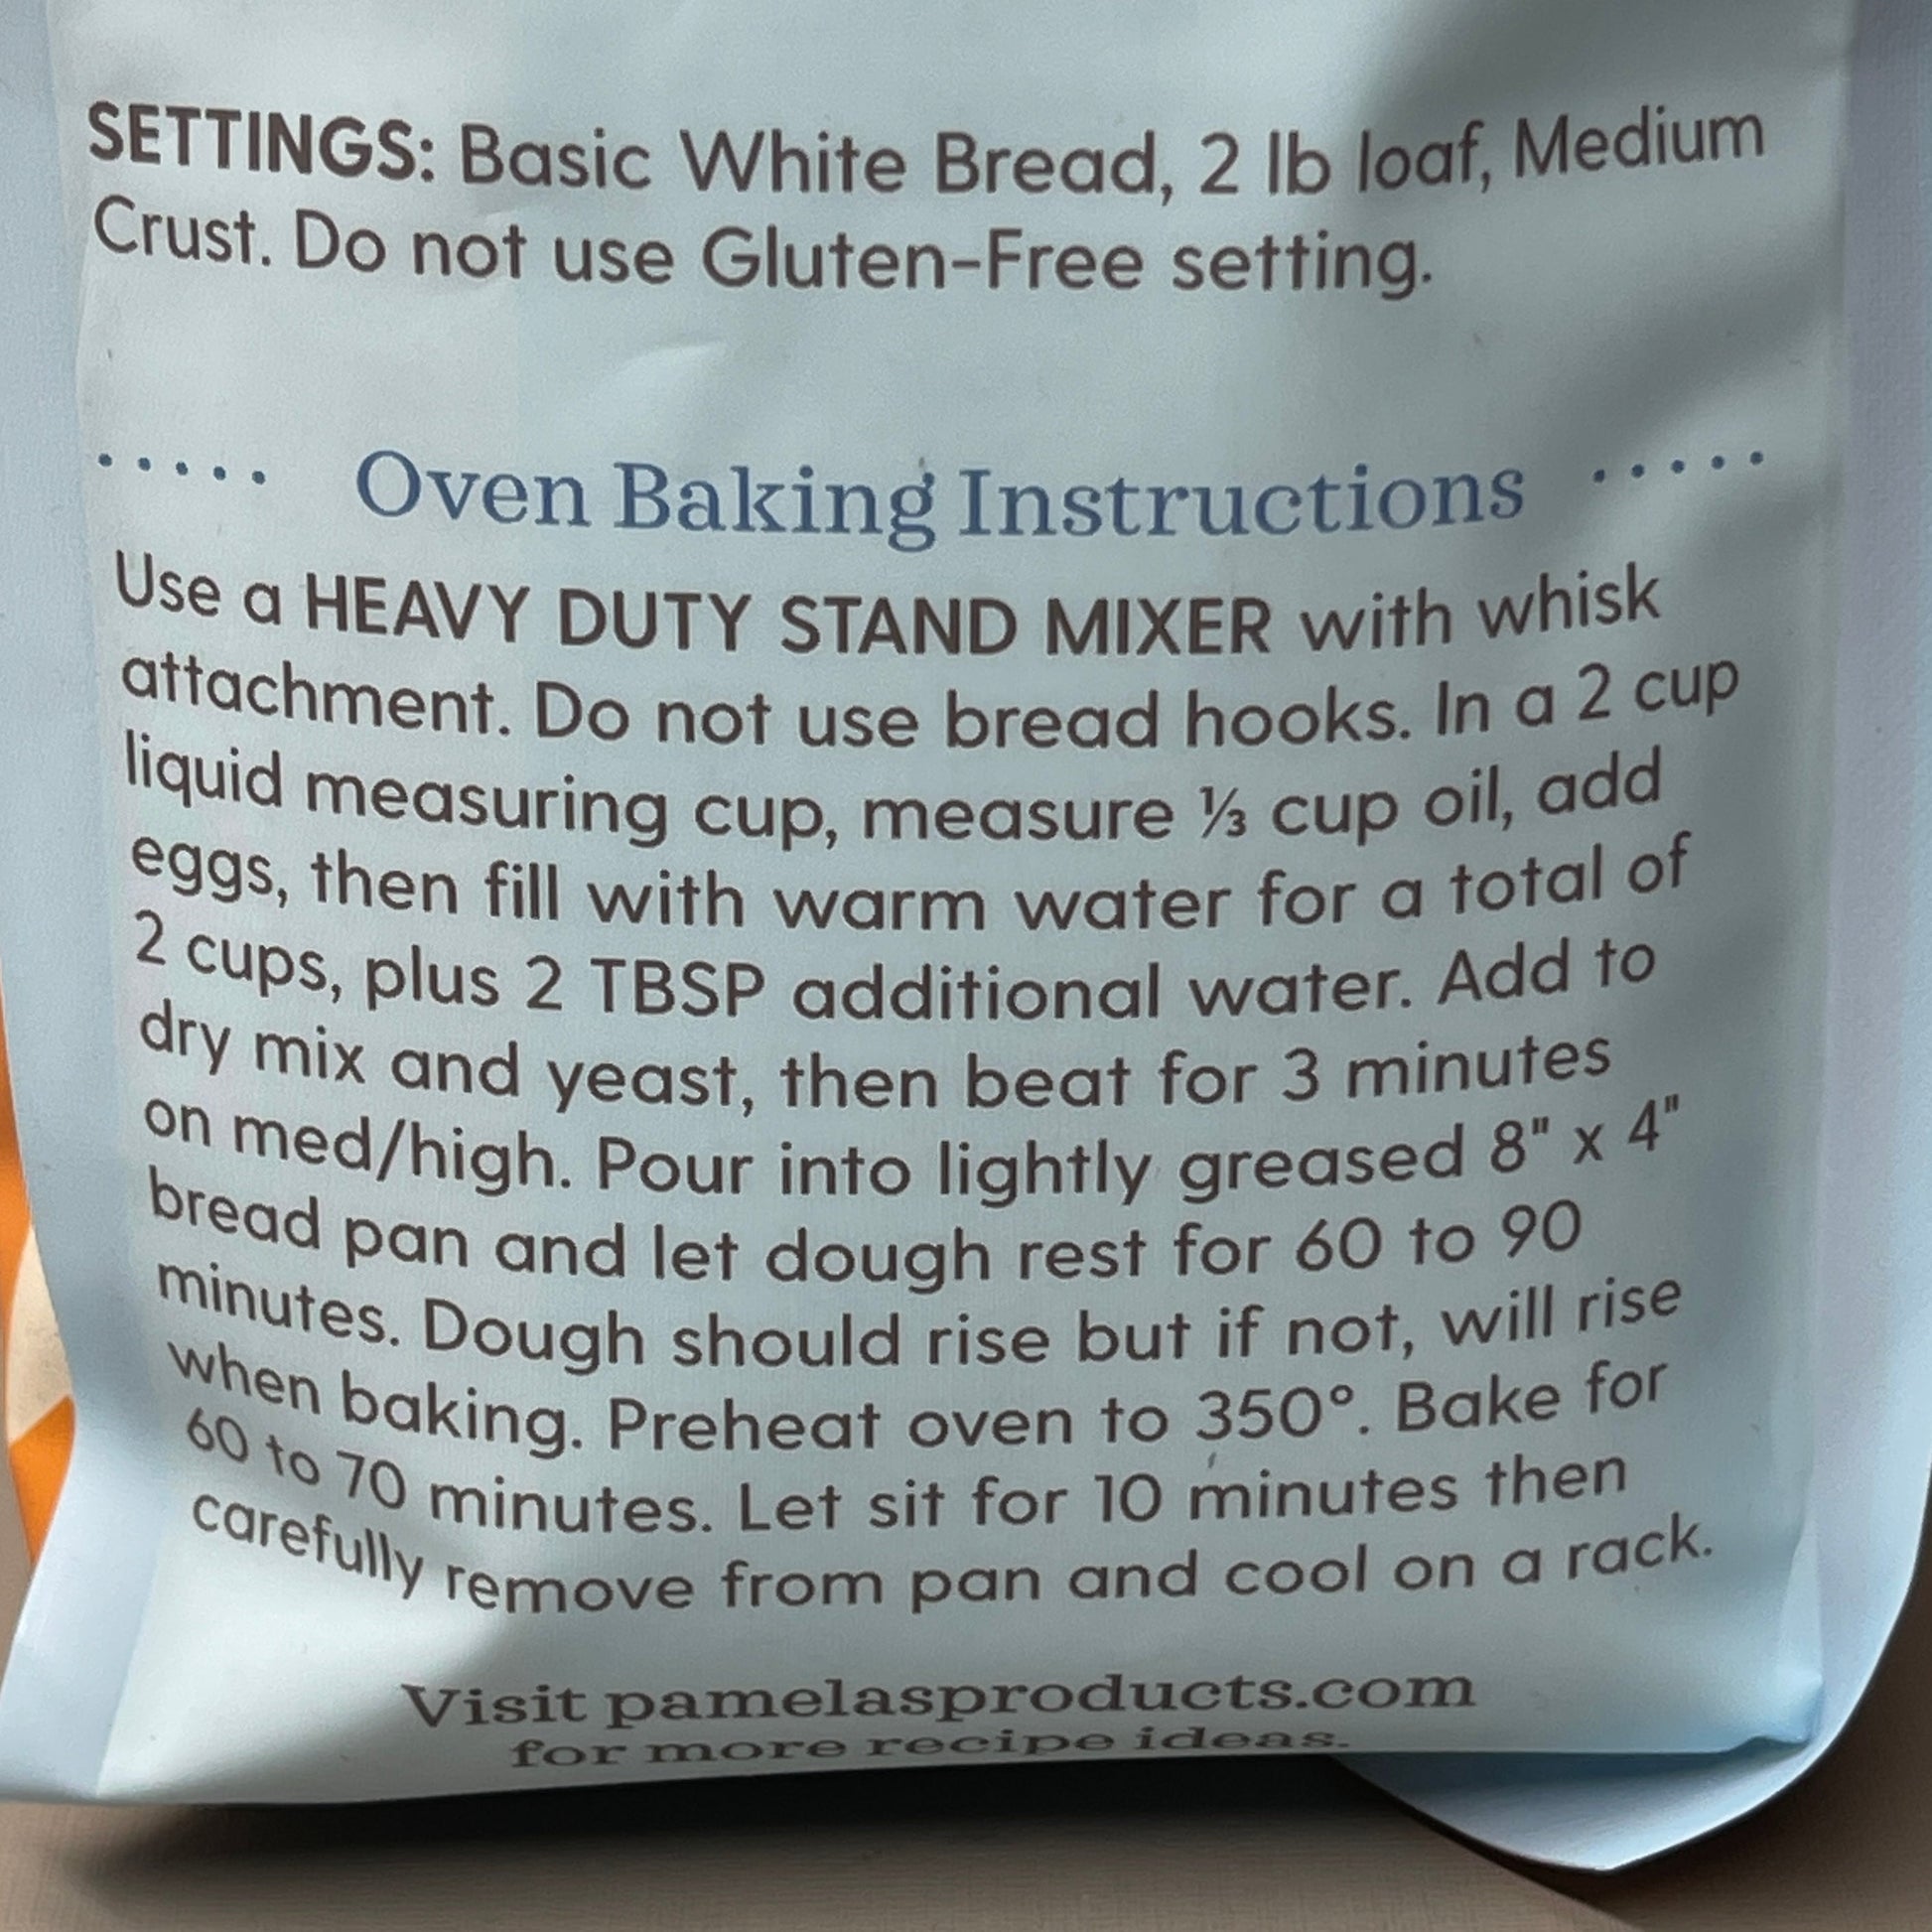 SETTINGS: Basic White Bread, 2 lb loaf, Medium
Crust. Do not use Gluten-Free setting.
Oven Baking Instructions
Use a HEAVY DUTY STAND MIXER with whisk
attachment. Do not use bread hooks. In a 2 cup
liquid measuring cup, measure ⅓ cup oil, add
eggs, then fill with warm water for a total of
2 cups, plus 2 TBSP additional water. Add to
dry mix and yeast, then beat for 3 minutes
on med/high. Pour into lightly greased 8" x 4"
bread pan and let dough rest for 60 to 90
minutes. Dough should rise but if not, will rise
when baking. Preheat oven to 350°. Bake for
60 to 70 minutes. Let sit for 10 minutes then
carefully remove from pan and cool on a rack.
Visit pamelasproducts.com
for more recipe ideas.